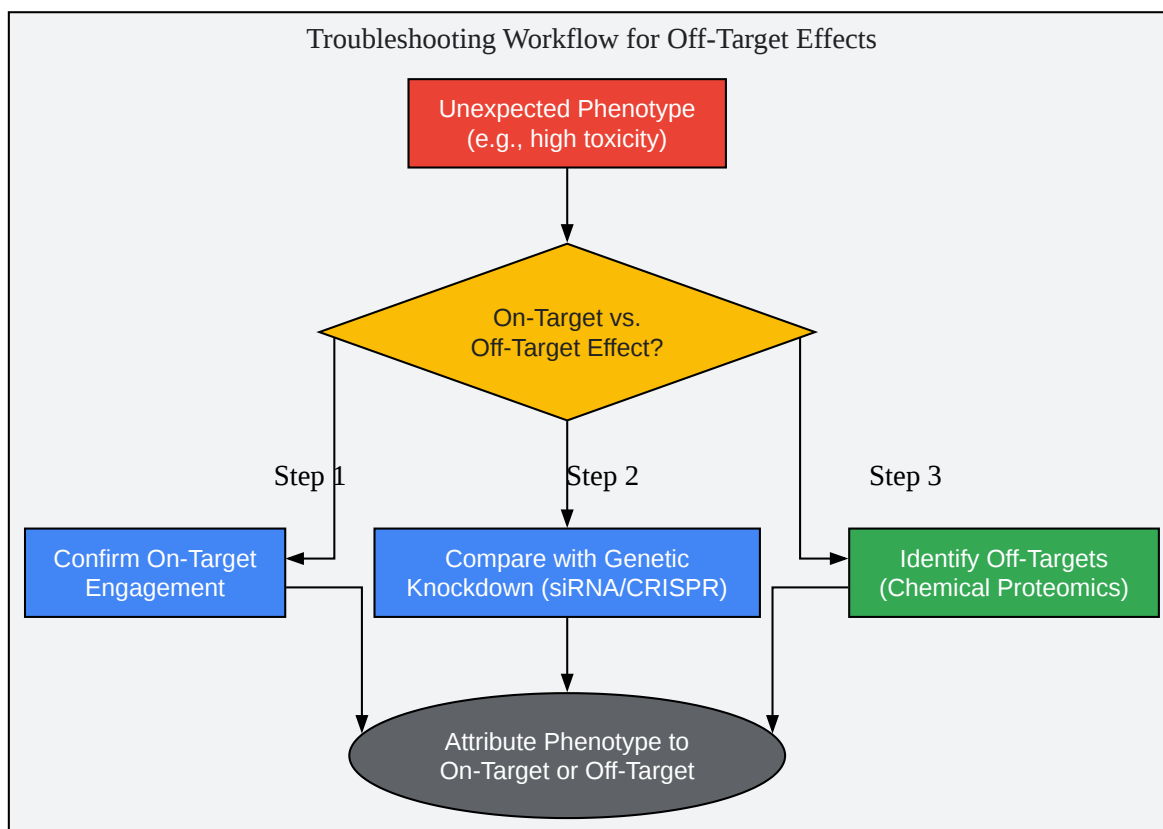 Troubleshooting Workflow for Off-Target Effects
Unexpected Phenotype
(e.g., high toxicity)
On-Target vs.
Off-Target Effect?
Step 1
Step 2
Step 3
Confirm On-Target
Engagement
Compare with Genetic
Knockdown (siRNA/CRISPR)
Identify Off-Targets
(Chemical Proteomics)
Attribute Phenotype to
On-Target or Off-Target